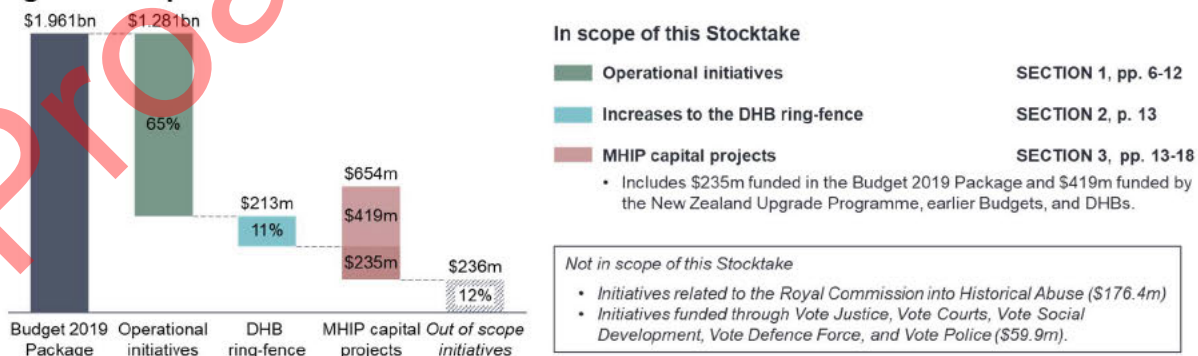 $1.961bn
$1.281bn
65%
$213m
11%
$654m
$419m
$235m
$236m
12%
Budget 2019 Package
Operational initiatives
DHB ring-fence
MHIP capital projects
Out of scope initiatives
In scope of this Stocktake
Operational initiatives SECTION 1, pp. 6-12
Increases to the DHB ring-fence SECTION 2, p. 13
MHIP capital projects SECTION 3, pp. 13-18
• Includes $235m funded in the Budget 2019 Package and $419m funded by
the New Zealand Upgrade Programme, earlier Budgets, and DHBs.
Not in scope of this Stocktake
• Initiatives related to the Royal Commission into Historical Abuse ($176.4m)
• Initiatives funded through Vote Justice, Vote Courts, Vote Social
Development, Vote Defence Force, and Vote Police ($59.9m).